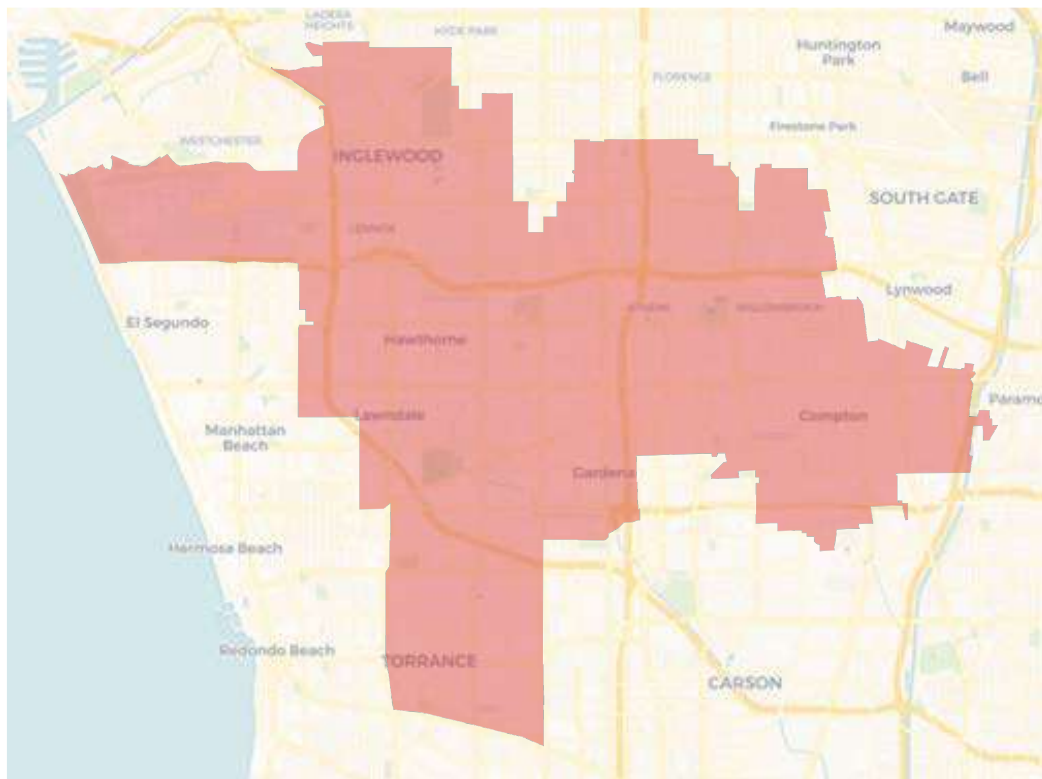 LADERA
HEIGHTS
HYDE PARK
Maywood
Huntington
Park
FLORENCE
Bell
Firestone Park
WESTCHESTER
INGLEWOOD
SOUTH GATE
LENNOX
Lynwood
ATHENS
WILLOWBROOK
El Segundo
Hawthorne
Lawndale
Compton
Paramo
Manhattan
Beach
Gardena
Hermosa Beach
Redondo Beach
TORRANCE
CARSON